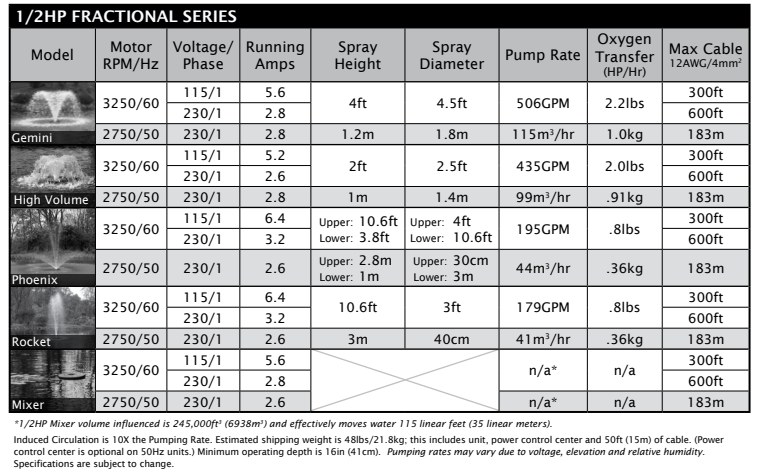 1/2HP FRACTIONAL SERIES
Model Motor RPM/Hz Voltage/Phase Running Amps Spray Height Spray Diameter Pump Rate Oxygen Transfer (HP/Hr) Max Cable 12AWG/4mm²
Gemini 3250/60 115/1 5.6 4ft 4.5ft 506GPM 2.2lbs 300ft
230/1 2.8 600ft
2750/50 230/1 2.8 1.2m 1.8m 115m³/hr 1.0kg 183m
High Volume 3250/60 115/1 5.2 2ft 2.5ft 435GPM 2.0lbs 300ft
230/1 2.6 600ft
2750/50 230/1 2.8 1m 1.4m 99m³/hr .91kg 183m
Phoenix 3250/60 115/1 6.4 Upper: 10.6ft Upper: 4ft 195GPM .8lbs 300ft
230/1 3.2 Lower: 3.8ft Lower: 10.6ft 600ft
2750/50 230/1 2.6 Upper: 2.8m Upper: 30cm 44m³/hr .36kg 183m
Lower: 1m Lower: 3m
Rocket 3250/60 115/1 6.4 10.6ft 3ft 179GPM .8lbs 300ft
230/1 3.2 600ft
2750/50 230/1 2.6 3m 40cm 41m³/hr .36kg 183m
Mixer 3250/60 115/1 5.6 n/a* n/a 300ft
230/1 2.8 600ft
2750/50 230/1 2.6 n/a* n/a 183m
*1/2HP Mixer volume influenced is 245,000ft³ (6938m³) and effectively moves water 115 linear feet (35 linear meters).
Induced Circulation is 10X the Pumping Rate. Estimated shipping weight is 48lbs/21.8kg; this includes unit, power control center and 50ft (15m) of cable. (Power
control center is optional on 50Hz units.) Minimum operating depth is 16in (41cm). Pumping rates may vary due to voltage, elevation and relative humidity.
Specifications are subject to change.